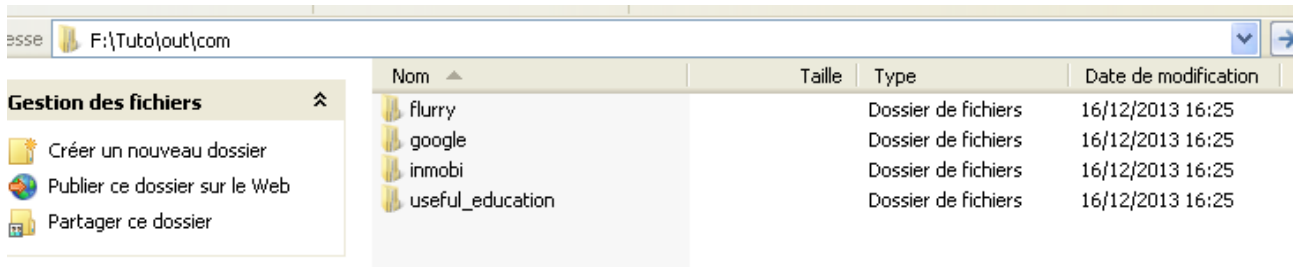 esse F:\Tuto\out\com
Nom Taille Type Date de modification
Gestion des fichiers
Créer un nouveau dossier
Publier ce dossier sur le Web
Partager ce dossier
flurry Dossier de fichiers 16/12/2013 16:25
google Dossier de fichiers 16/12/2013 16:25
inmobi Dossier de fichiers 16/12/2013 16:25
useful_education Dossier de fichiers 16/12/2013 16:25